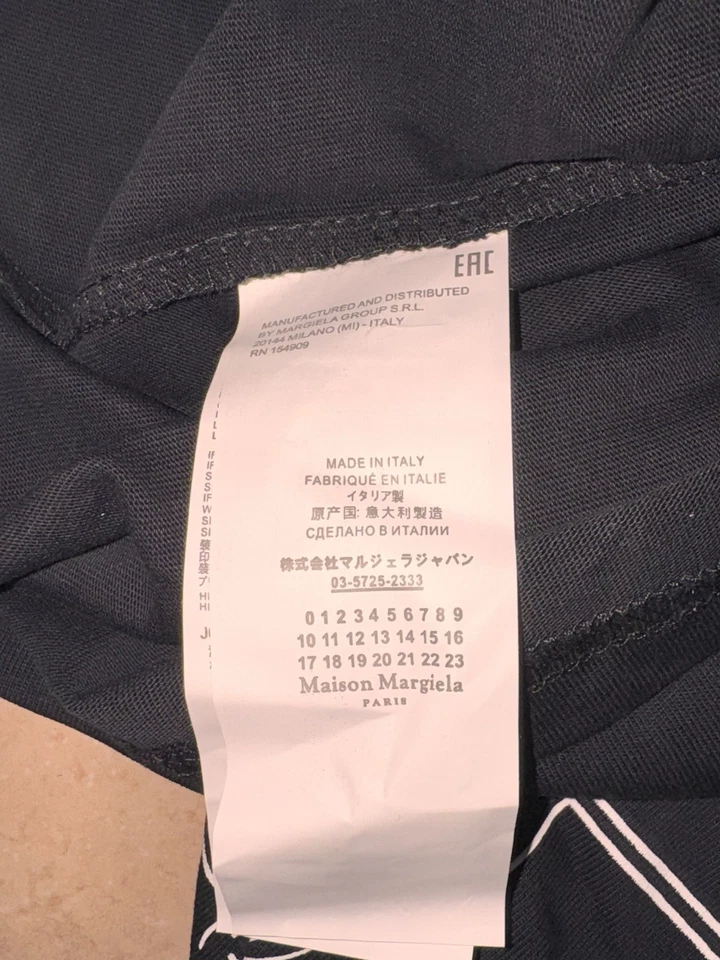 EAC
MANUFACTURED AND DISTRIBUTED
BY MARGIELA GROUP S.R.L.
20144 MILANO (MI) - ITALY
RN 154909
MADE IN ITALY
FABRIQUÉ EN ITALIE
イタリア製
原产国: 意大利製造
СДЕЛАНО В ИТАЛИИ
株式会社マルジェラジャパン
03-5725-2333
0 1 2 3 4 5 6 7 8 9
10 11 12 13 14 15 16
17 18 19 20 21 22 23
Maison Margiela
PARIS